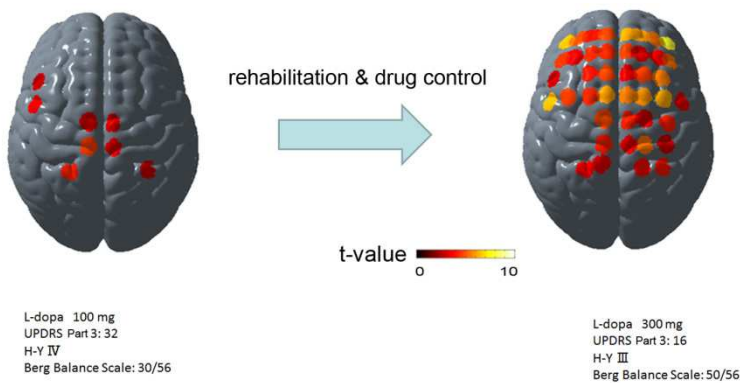 rehabilitation & drug control
t-value
0 10
L-dopa 100 mg
UPDRS Part 3: 32
H-Y Ⅳ
Berg Balance Scale: 30/56
L-dopa 300 mg
UPDRS Part 3: 16
H-Y Ⅲ
Berg Balance Scale: 50/56